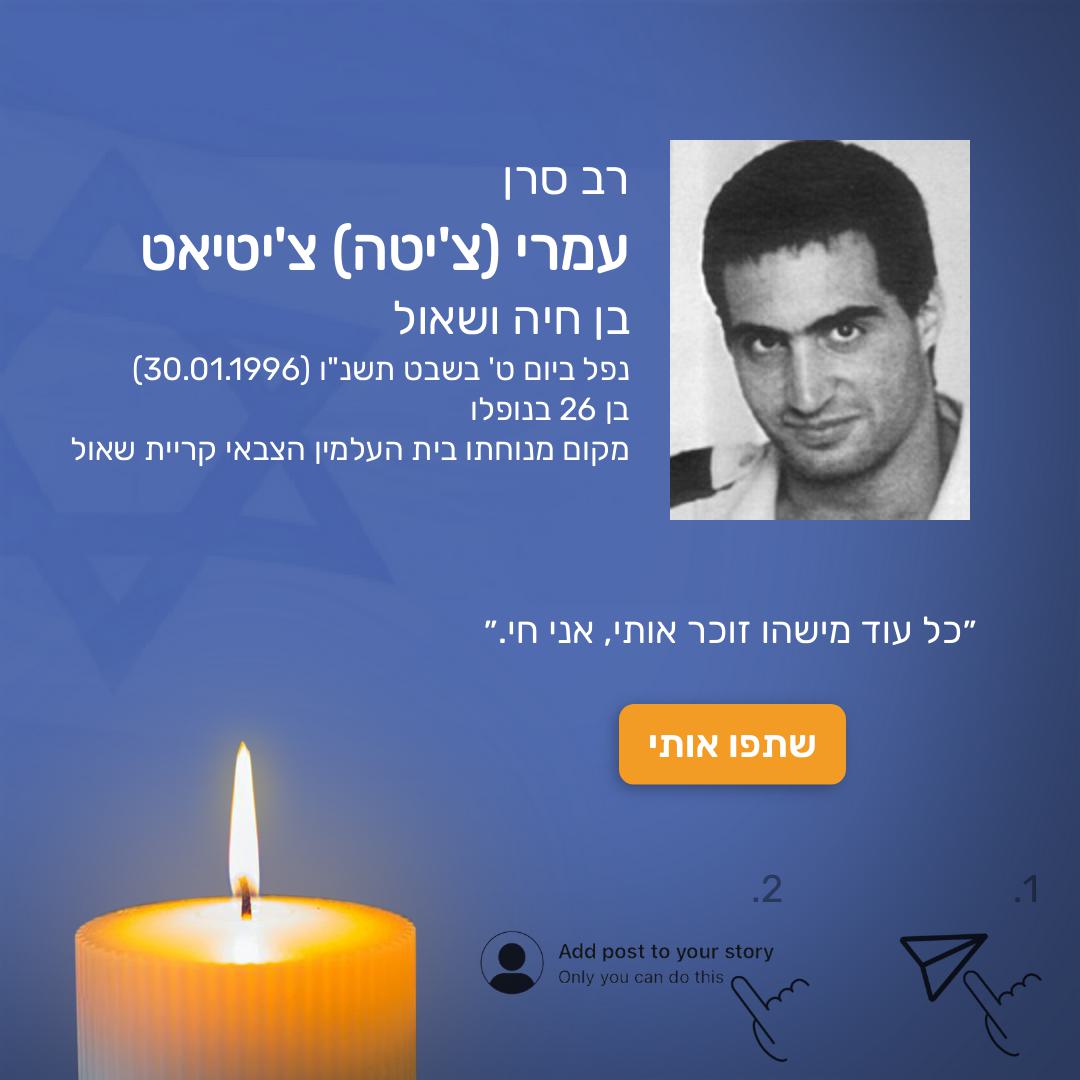 רב סרן
עמרי (צ'יטה) צ'יטיאט
בן חיה ושאול
נפל ביום ט' בשבט תשנ"ו (30.01.1996)
בן 26 בנופלו
מקום מנוחתו בית העלמין הצבאי קריית שאול
״כל עוד מישהו זוכר אותי, אני חי.״
שתפו אותי
1.
2.
Add post to your story
Only you can do this